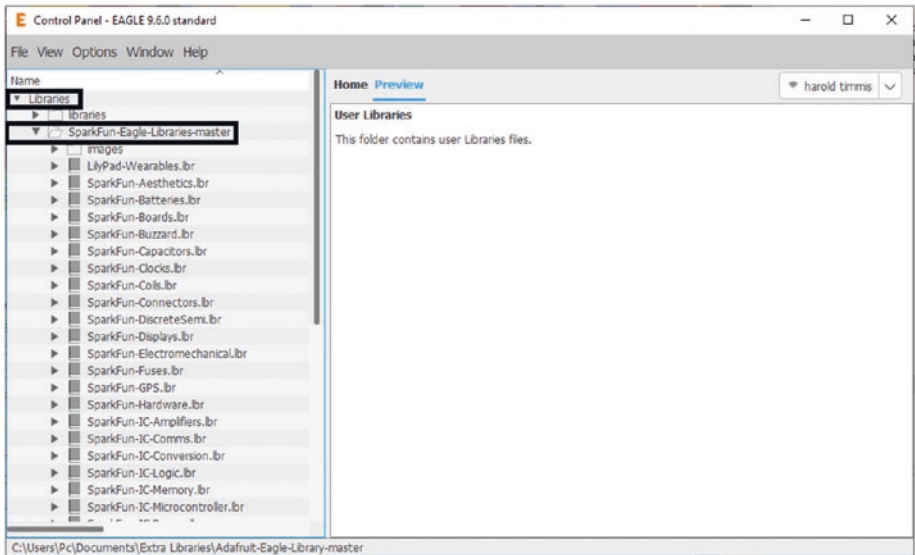 E Control Panel - EAGLE 9.6.0 standard
File View Options Window Help
Name
Libraries
libraries
SparkFun-Eagle-Libraries-master
images
LilyPad-Wearables.lbr
SparkFun-Aesthetics.lbr
SparkFun-Batteries.lbr
SparkFun-Boards.lbr
SparkFun-Buzzard.lbr
SparkFun-Capacitors.lbr
SparkFun-Clocks.lbr
SparkFun-Coils.lbr
SparkFun-Connectors.lbr
SparkFun-DiscreteSemi.lbr
SparkFun-Displays.lbr
SparkFun-Electromechanical.lbr
SparkFun-Fuses.lbr
SparkFun-GPS.lbr
SparkFun-Hardware.lbr
SparkFun-IC-Amplifiers.lbr
SparkFun-IC-Comms.lbr
SparkFun-IC-Conversion.lbr
SparkFun-IC-Logic.lbr
SparkFun-IC-Memory.lbr
SparkFun-IC-Microcontroller.lbr
Home Preview
harold timmis
User Libraries
This folder contains user Libraries files.
C:\Users\Pc\Documents\Extra Libraries\Adafruit-Eagle-Library-master